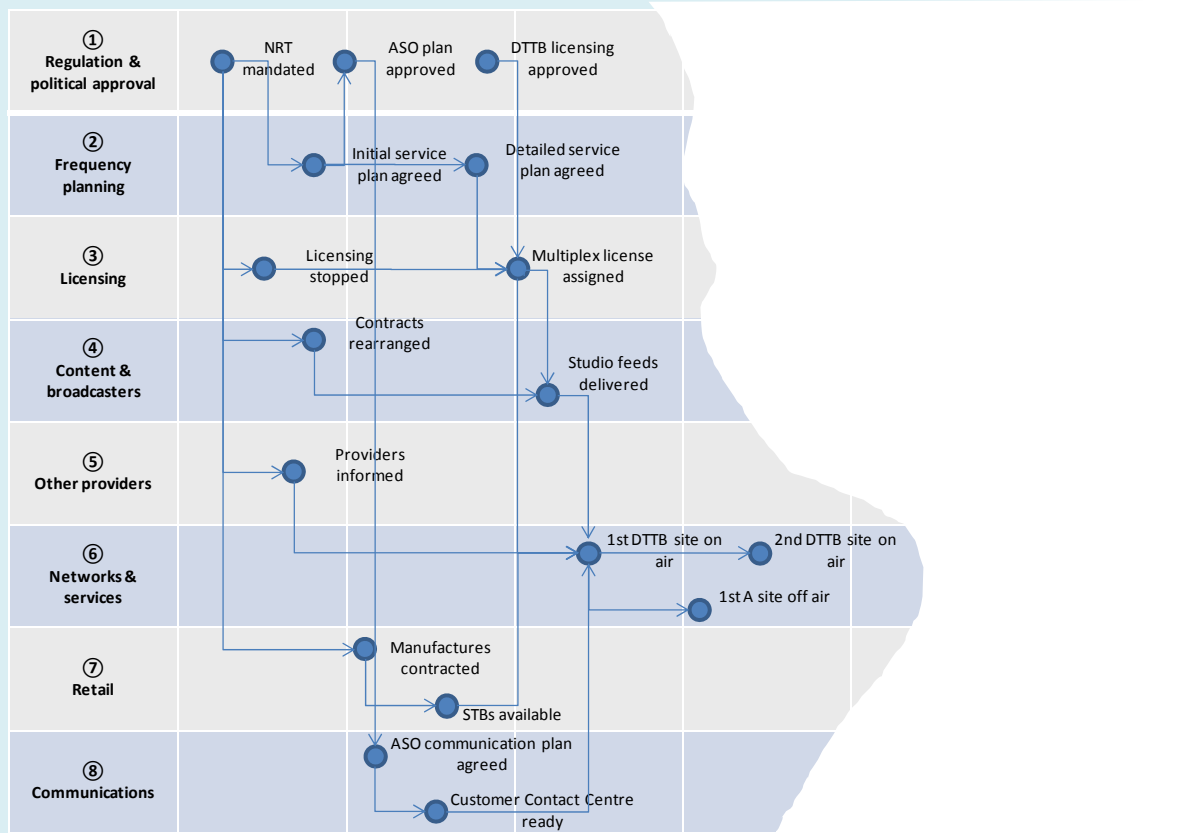 ①
Regulation &
political approval
NRT
mandated
ASO plan
approved
DTTB licensing
approved
②
Frequency
planning
Initial service
plan agreed
Detailed service
plan agreed
③
Licensing
Licensing
stopped
Multiplex license
assigned
④
Content &
broadcasters
Contracts
rearranged
Studio feeds
delivered
⑤
Other providers
Providers
informed
⑥
Networks &
services
1st DTTB site on
air
2nd DTTB site on
air
1st A site off air
⑦
Retail
Manufactures
contracted
STBs available
⑧
Communications
ASO communication plan
agreed
Customer Contact Centre
ready